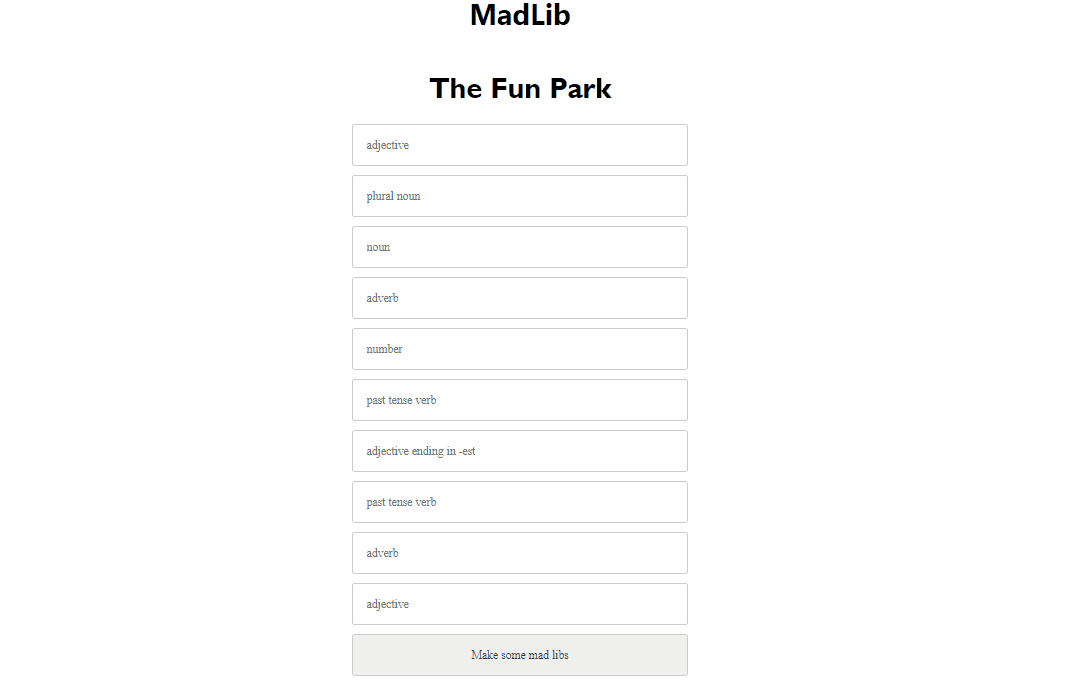 MadLib
The Fun Park
adjective
plural noun
noun
adverb
number
past tense verb
adjective ending in -est
past tense verb
adverb
adjective
Make some mad libs